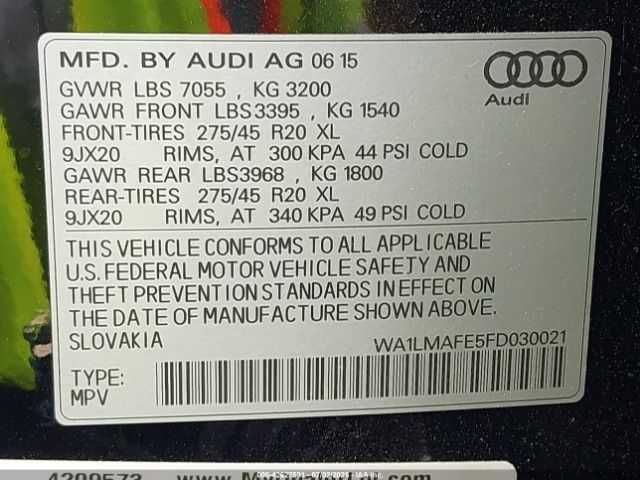 MFD. BY AUDI AG 06 15
GVWR LBS 7055 , KG 3200
GAWR FRONT LBS3395 , KG 1540
FRONT-TIRES 275/45 R20 XL
9JX20 RIMS, AT 300 KPA 44 PSI COLD
GAWR REAR LBS3968 , KG 1800
REAR-TIRES 275/45 R20 XL
9JX20 RIMS, AT 340 KPA 49 PSI COLD
Audi
THIS VEHICLE CONFORMS TO ALL APPLICABLE
U.S. FEDERAL MOTOR VEHICLE SAFETY AND
THEFT PREVENTION STANDARDS IN EFFECT ON
THE DATE OF MANUFACTURE SHOWN ABOVE.
SLOVAKIA WA1LMAFE5FD030021
TYPE:
MPV